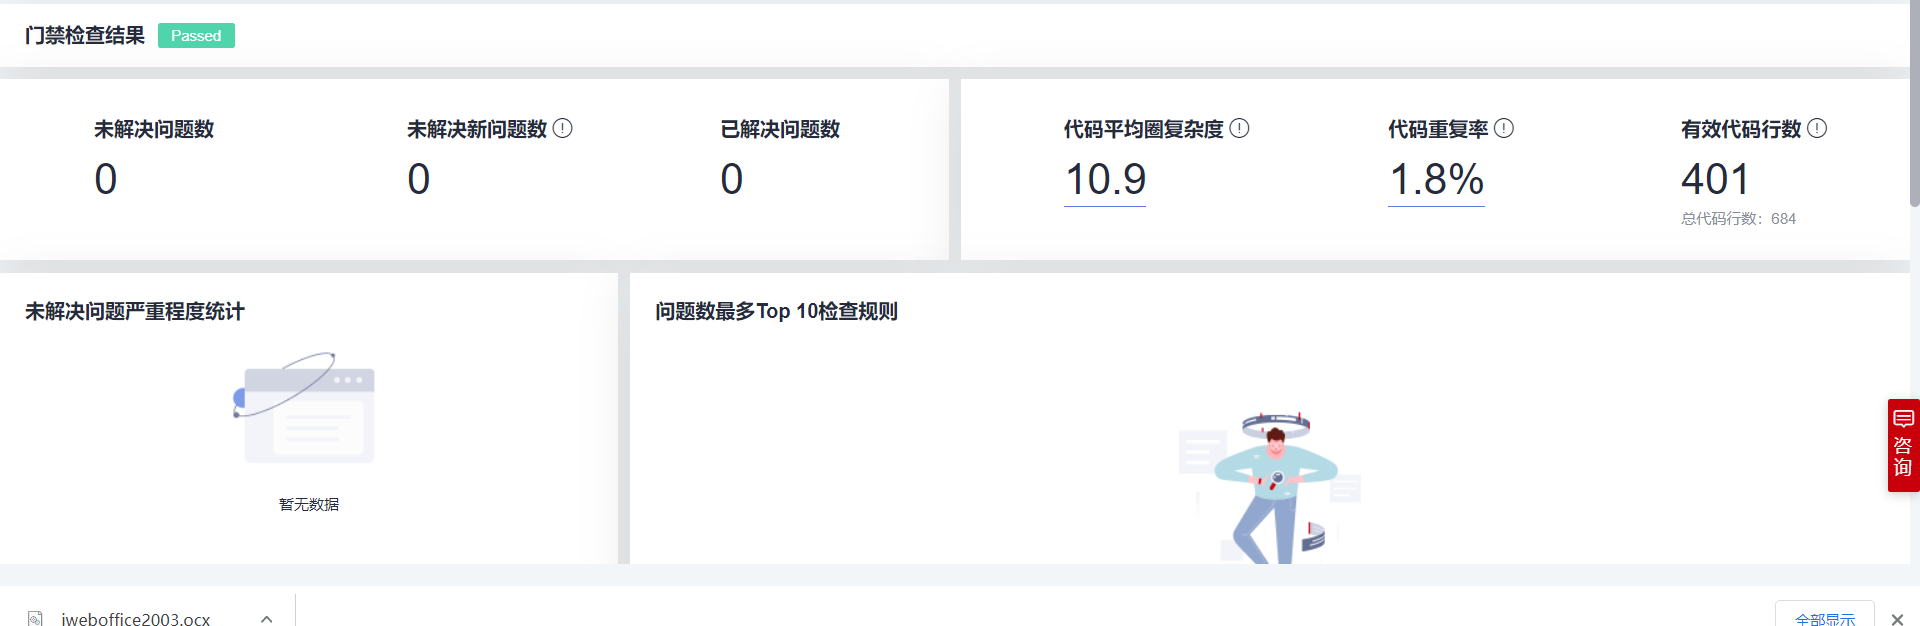 门禁检查结果 Passed
未解决问题数 未解决新问题数 已解决问题数 代码平均圈复杂度 代码重复率 有效代码行数
0 0 0 10.9 1.8% 401
总代码行数：684
未解决问题严重程度统计 问题数最多Top 10检查规则
暂无数据
咨询
iweboffice2003.ocx 全部显示